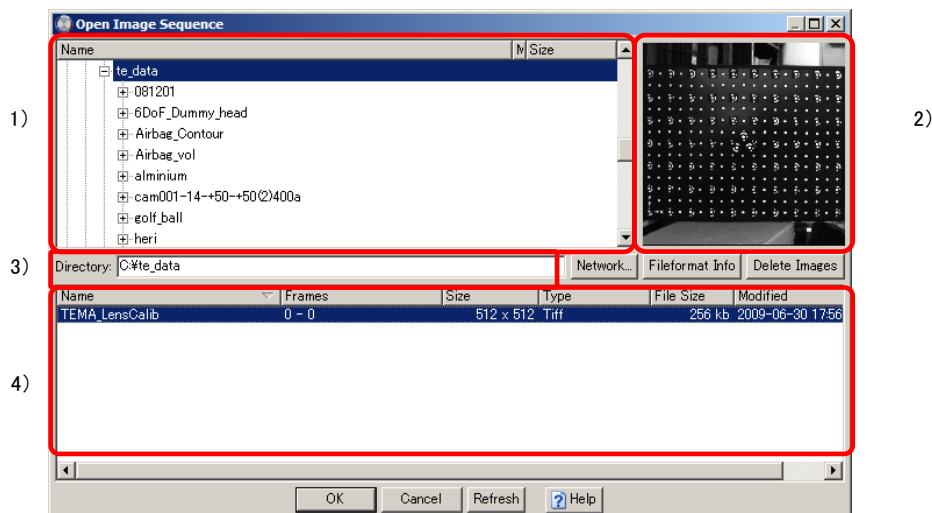 Open Image Sequence
Name M Size
te_data
081201
6DoF_Dummy_head
Airbag_Contour
Airbag_vol
alminium
cam001-14-+50-+50(2)400a
golf_ball
heri
1)
2)
3)
Directory: C:¥te_data Network... Fileformat Info Delete Images
Name Frames Size Type File Size Modified
TEMA_LensCalib 0 - 0 512 x 512 Tiff 256 kb 2009-06-30 17:56
4)
OK Cancel Refresh ? Help